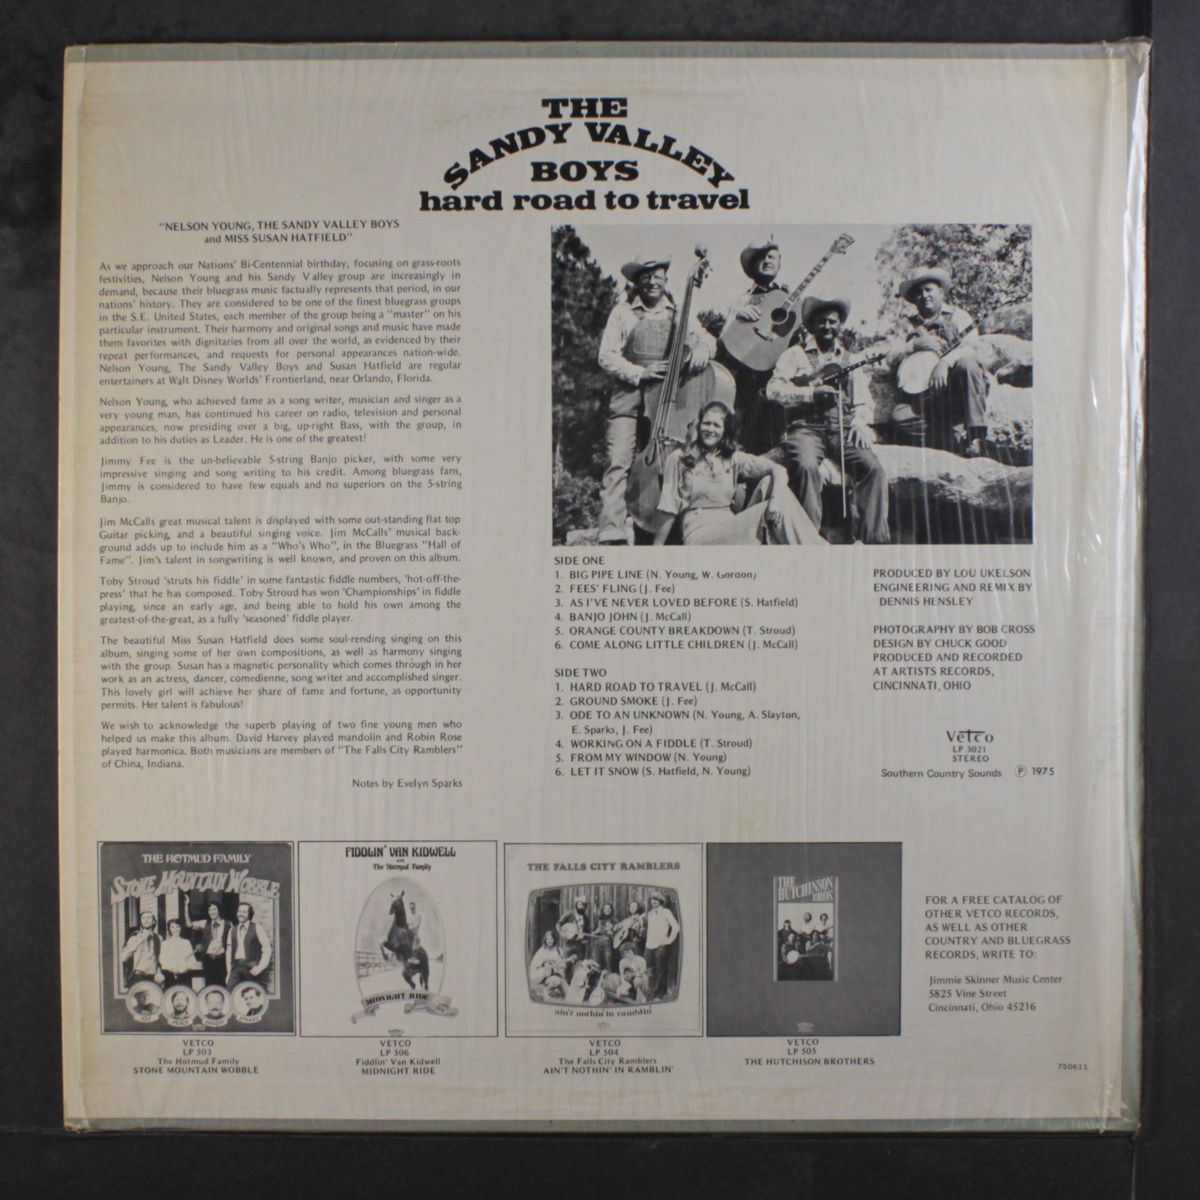 THE
SANDY VALLEY
BOYS
hard road to travel
"NELSON YOUNG, THE SANDY VALLEY BOYS
and MISS SUSAN HATFIELD"
As we approach our Nations' Bi-Centennial birthday, focusing on grass-roots
festivities, Nelson Young and his Sandy Valley group are increasingly in
demand, because their bluegrass music factually represents that period, in our
nations' history. They are considered to be one of the finest bluegrass groups
in the S.E. United States, each member of the group being a "master" on his
particular instrument. Their harmony and original songs and music have made
them favorites with dignitaries from all over the world, as evidenced by their
repeat performances, and requests for personal appearances nation-wide.
Nelson Young, The Sandy Valley Boys and Susan Hatfield are regular
entertainers at Walt Disney Worlds' Frontierland, near Orlando, Florida.
Nelson Young, who achieved fame as a song writer, musician and singer as a
very young man, has continued his career on radio, television and personal
appearances, now presiding over a big, up-right Bass, with the group, in
addition to his duties as Leader. He is one of the greatest!
Jimmy Fee is the un-believable 5-string Banjo picker, with some very
impressive singing and song writing to his credit. Among bluegrass fans,
Jimmy is considered to have few equals and no superiors on the 5-string
Banjo.
Jim McCalls great musical talent is displayed with some out-standing flat top
Guitar picking, and a beautiful singing voice. Jim McCalls' musical back-
ground adds up to include him as a "Who's Who", in the Bluegrass "Hall of
Fame". Jim's talent in songwriting is well known, and proven on this album.
Toby Stroud 'struts his fiddle' in some fantastic fiddle numbers, 'hot-off-the-
press' that he has composed. Toby Stroud has won 'Championships' in fiddle
playing, since an early age, and being able to hold his own among the
greatest-of-the-great, as a fully 'seasoned' fiddle player.
The beautiful Miss Susan Hatfield does some soul-rending singing on this
album, singing some of her own compositions, as well as harmony singing
with the group. Susan has a magnetic personality which comes through in her
work as an actress, dancer, comedienne, song writer and accomplished singer.
This lovely girl will achieve her share of fame and fortune, as opportunity
permits. Her talent is fabulous!
We wish to acknowledge the superb playing of two fine young men who
helped us make this album. David Harvey played mandolin and Robin Rose
played harmonica. Both musicians are members of "The Falls City Ramblers"
of China, Indiana.
Notes by Evelyn Sparks
SIDE ONE
1. BIG PIPE LINE (N. Young, W. Gordon)
2. FEES' FLING (J. Fee)
3. AS I'VE NEVER LOVED BEFORE (S. Hatfield)
4. BANJO JOHN (J. McCall)
5. ORANGE COUNTY BREAKDOWN (T. Stroud)
6. COME ALONG LITTLE CHILDREN (J. McCall)
SIDE TWO
1. HARD ROAD TO TRAVEL (J. McCall)
2. GROUND SMOKE (J. Fee)
3. ODE TO AN UNKNOWN (N. Young, A. Slayton,
E. Sparks, J. Fee)
4. WORKING ON A FIDDLE (T. Stroud)
5. FROM MY WINDOW (N. Young)
6. LET IT SNOW (S. Hatfield, N. Young)
PRODUCED BY LOU UKELSON
ENGINEERING AND REMIX BY
DENNIS HENSLEY
PHOTOGRAPHY BY BOB CROSS
DESIGN BY CHUCK GOOD
PRODUCED AND RECORDED
AT ARTISTS RECORDS,
CINCINNATI, OHIO
Vetco
LP 3021
STEREO
Southern Country Sounds Ⓟ 1975
THE HOTMUD FAMILY
STONE MOUNTAIN WOBBLE
VETCO
LP 503
The Hotmud Family
STONE MOUNTAIN WOBBLE
FIDDLIN' VAN KIDWELL
with
The Hotmud Family
MIDNIGHT RIDE
VETCO
LP 506
Fiddlin' Van Kidwell
MIDNIGHT RIDE
THE FALLS CITY RAMBLERS
ain't nothin' in ramblin'
VETCO
LP 504
The Falls City Ramblers
AIN'T NOTHIN' IN RAMBLIN'
THE
HUTCHINSON
BROS.
VETCO
LP 505
THE HUTCHISON BROTHERS
FOR A FREE CATALOG OF
OTHER VETCO RECORDS,
AS WELL AS OTHER
COUNTRY AND BLUEGRASS
RECORDS, WRITE TO:
Jimmie Skinner Music Center
5825 Vine Street
Cincinnati, Ohio 45216
750611